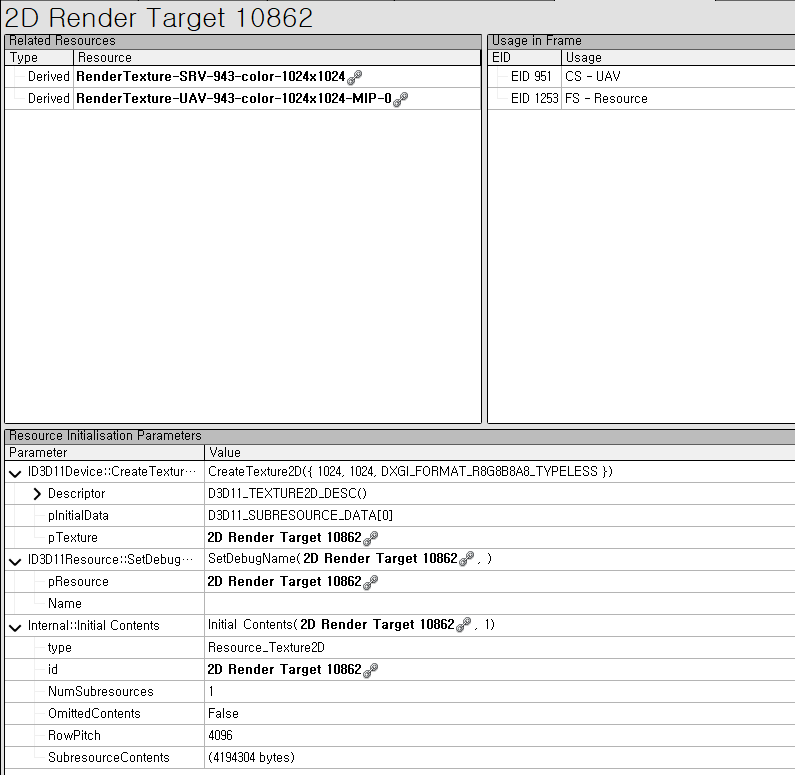 2D Render Target 10862
Related Resources
Type Resource
Derived RenderTexture-SRV-943-color-1024x1024
Derived RenderTexture-UAV-943-color-1024x1024-MIP-0
Usage in Frame
EID Usage
EID 951 CS - UAV
EID 1253 FS - Resource
Resource Initialisation Parameters
Parameter Value
ID3D11Device::CreateTextur··· CreateTexture2D({ 1024, 1024, DXGI_FORMAT_R8G8B8A8_TYPELESS })
Descriptor D3D11_TEXTURE2D_DESC()
pInitialData D3D11_SUBRESOURCE_DATA[0]
pTexture 2D Render Target 10862
ID3D11Resource::SetDebug··· SetDebugName(2D Render Target 10862 , )
pResource 2D Render Target 10862
Name
Internal::Initial Contents Initial Contents(2D Render Target 10862 , 1)
type Resource_Texture2D
id 2D Render Target 10862
NumSubresources 1
OmittedContents False
RowPitch 4096
SubresourceContents (4194304 bytes)